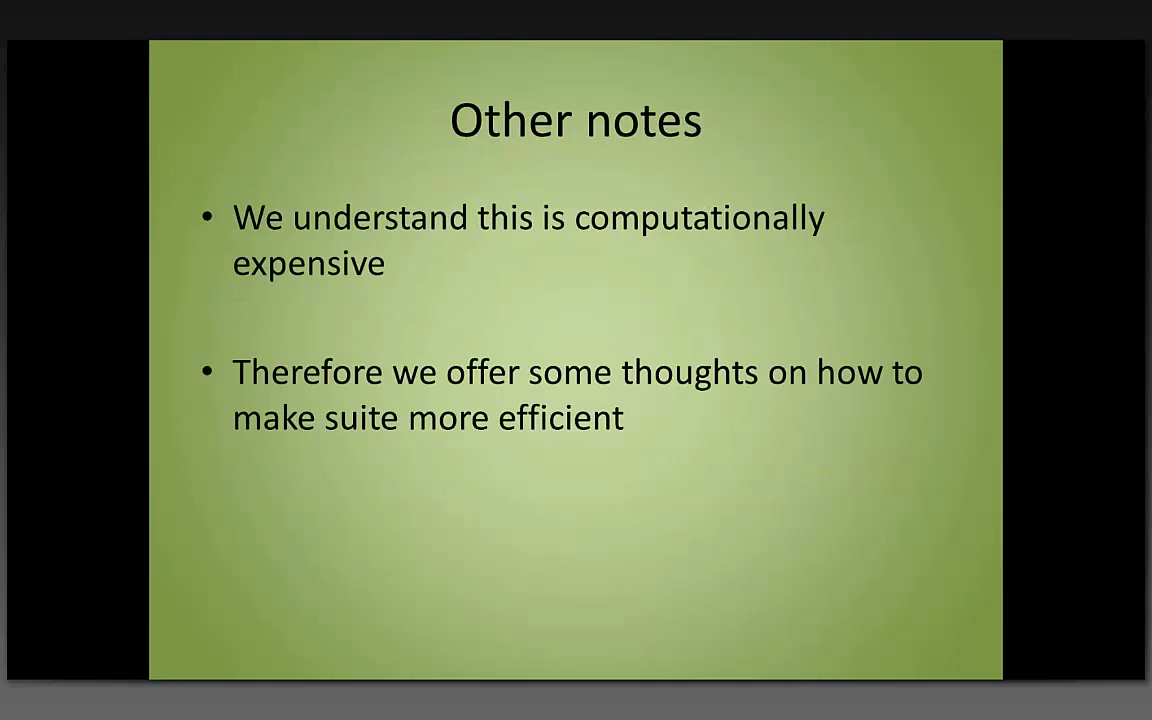 Other notes
• We understand this is computationally
expensive
• Therefore we offer some thoughts on how to
make suite more efficient